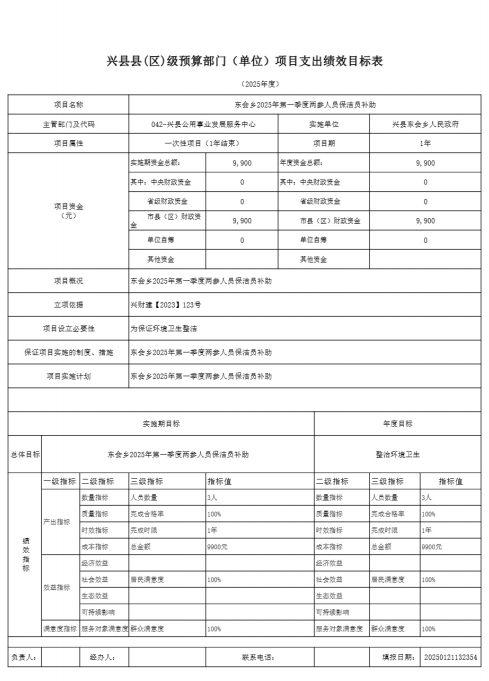 兴县县(区)级预算部门（单位）项目支出绩效目标表
（2025年度）
项目名称 东会乡2025年第一季度两参人员保洁员补助
主管部门及代码 042-兴县公用事业发展服务中心 实施单位 兴县东会乡人民政府
项目属性 一次性项目（1年结束） 项目期 1年
项目资金（元）
实施期资金总额： 9,900 年度资金总额： 9,900
其中：中央财政资金 0 其中：中央财政资金 0
省级财政资金 0 省级财政资金 0
市县（区）财政资金 9,900 市县（区）财政资金 9,900
单位自筹 0 单位自筹 0
其他资金 其他资金
项目概况 东会乡2025年第一季度两参人员保洁员补助
立项依据 兴财建【2023】123号
项目设立必要性 为保证环境卫生整洁
保证项目实施的制度、措施 东会乡2025年第一季度两参人员保洁员补助
项目实施计划 东会乡2025年第一季度两参人员保洁员补助
实施期目标 年度目标
总体目标 东会乡2025年第一季度两参人员保洁员补助 整洁环境卫生
绩效指标
一级指标 二级指标 三级指标 指标值 二级指标 三级指标 指标值
产出指标
数量指标 人员数量 3人 数量指标 人员数量 3人
质量指标 完成合格率 100% 质量指标 完成合格率 100%
时效指标 完成时限 1年 时效指标 完成时限 1年
成本指标 总金额 9900元 成本指标 总金额 9900元
效益指标
经济效益 经济效益
社会效益 居民满意度 100% 社会效益 居民满意度 100%
生态效益 生态效益
可持续影响 可持续影响
满意度指标 服务对象满意度 群众满意度 100% 服务对象满意度 群众满意度 100%
负责人： 经办人： 联系电话： 填报日期： 20250121132354